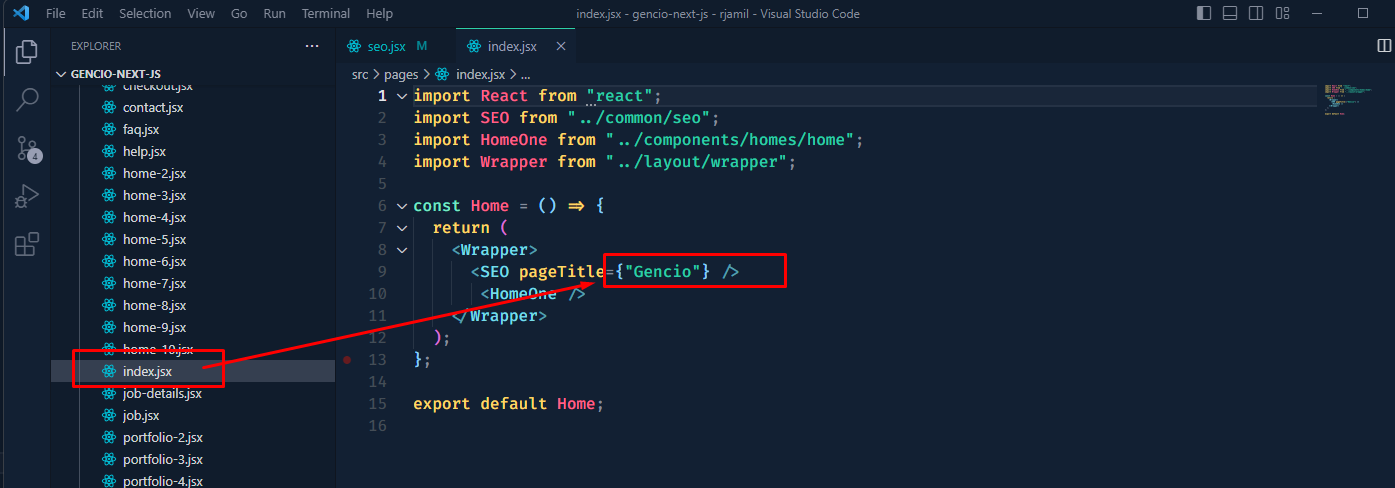 File Edit Selection View Go Run Terminal Help
index.jsx - gencio-next-js - rjamil - Visual Studio Code
EXPLORER ...
GENCIO-NEXT-JS
checkout.jsx
contact.jsx
faq.jsx
help.jsx
home-2.jsx
home-3.jsx
home-4.jsx
home-5.jsx
home-6.jsx
home-7.jsx
home-8.jsx
home-9.jsx
home-10.jsx
index.jsx
job-details.jsx
job.jsx
portfolio-2.jsx
portfolio-3.jsx
portfolio-4.jsx
4
seo.jsx M index.jsx
src > pages > index.jsx > ...
1 import React from "react";
2 import SEO from "../common/seo";
3 import HomeOne from "../components/homes/home";
4 import Wrapper from "../layout/wrapper";
5
6 const Home = () => {
7 return (
8 <Wrapper>
9 <SEO pageTitle={"Gencio"} />
10 <HomeOne />
11 </Wrapper>
12 );
13 };
14
15 export default Home;
16